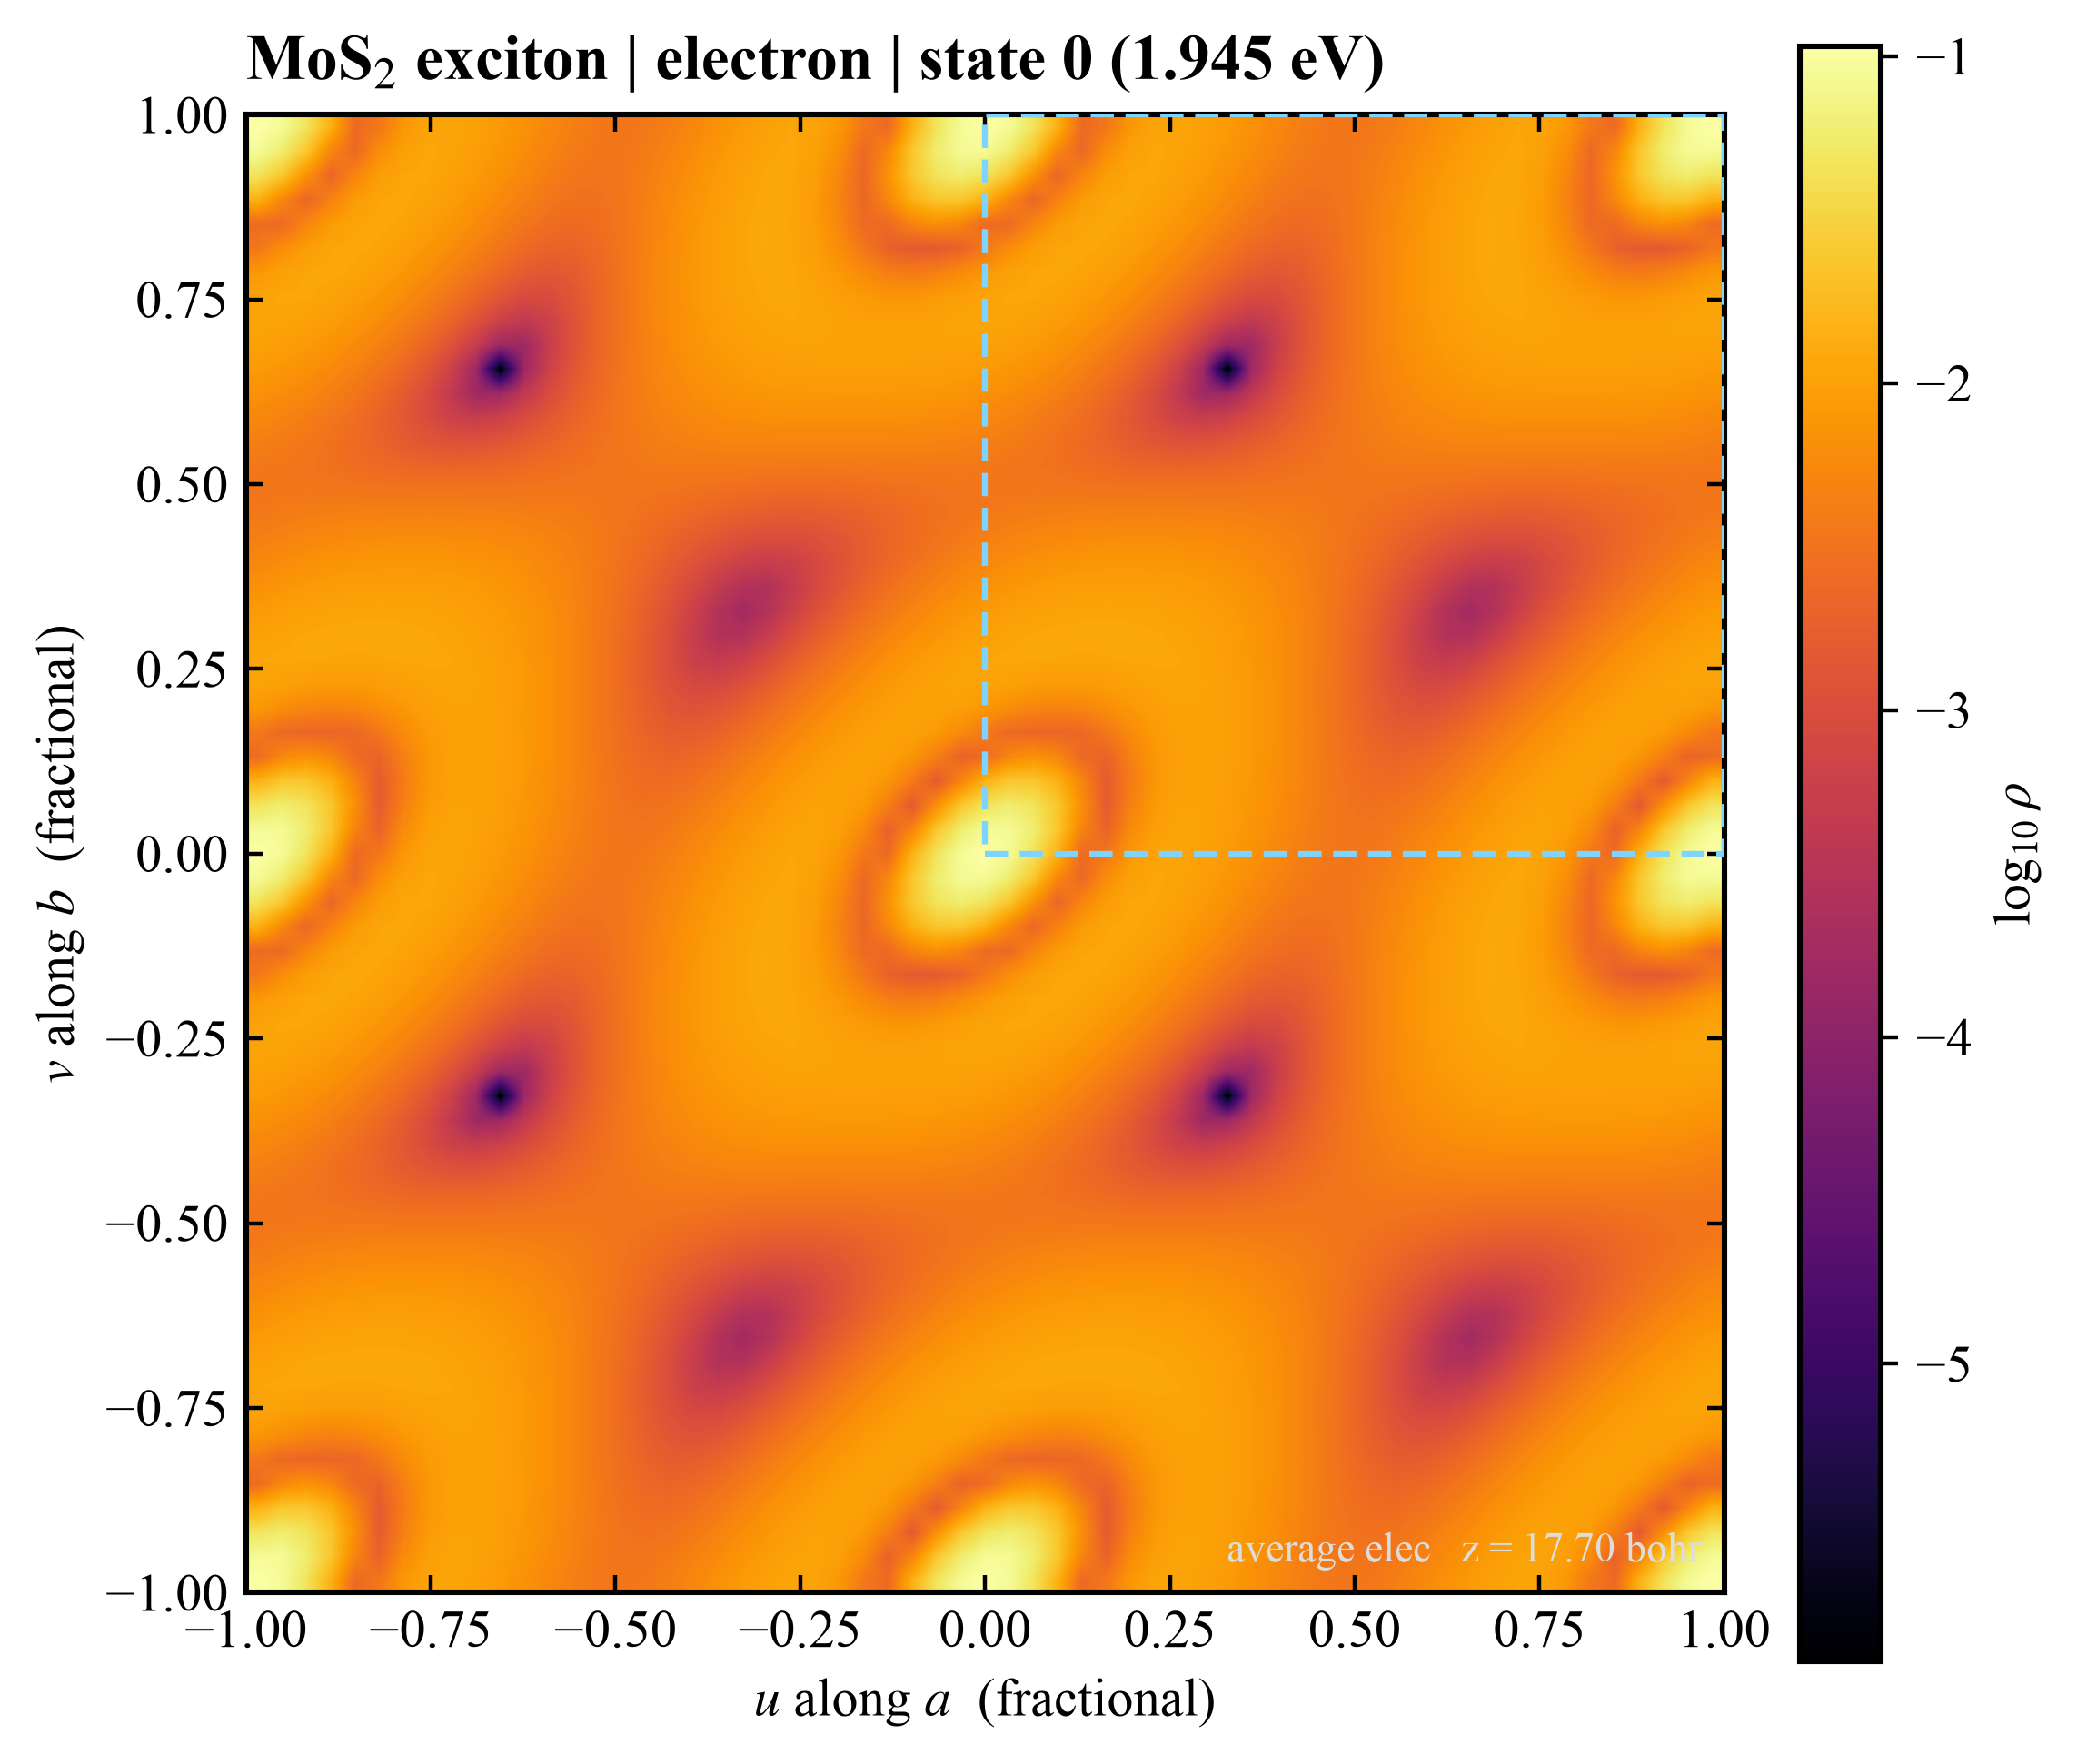 MoS₂ exciton | electron | state 0 (1.945 eV)
1.00
0.75
0.50
0.25
0.00
−0.25
−0.50
−0.75
−1.00
v along b (fractional)
average elec z = 17.70 bohr
−1.00 −0.75 −0.50 −0.25 0.00 0.25 0.50 0.75 1.00
u along a (fractional)
−1
−2
−3
−4
−5
log₁₀ ρ